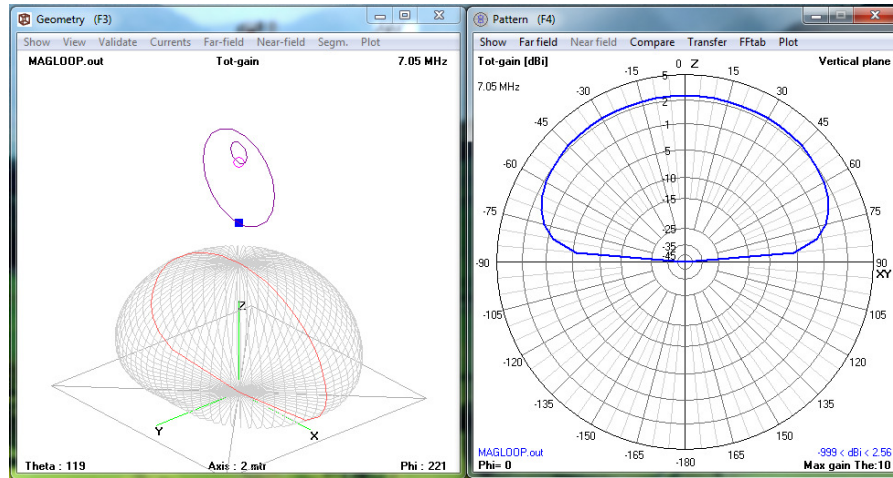 Geometry (F3)
Show View Validate Currents Far-field Near-field Segm. Plot
MAGLOOP.out Tot-gain 7.05 MHz
Z
Y
X
Theta : 119 Axis : 2 mtr Phi : 221
Pattern (F4)
Show Far field Near field Compare Transfer FFtab Plot
Tot-gain [dBi] 0 Z Vertical plane
7.05 MHz
-15 5 15
-30 2 30
-45 -1 45
-60 -5 60
-10
-75 -15 75
-25
-35
-45
-90 90
XY
-105 105
-120 120
-135 135
-150 150
-165 165
-180
MAGLOOP.out -999 < dBi < 2.56
Phi= 0 Max gain The:10